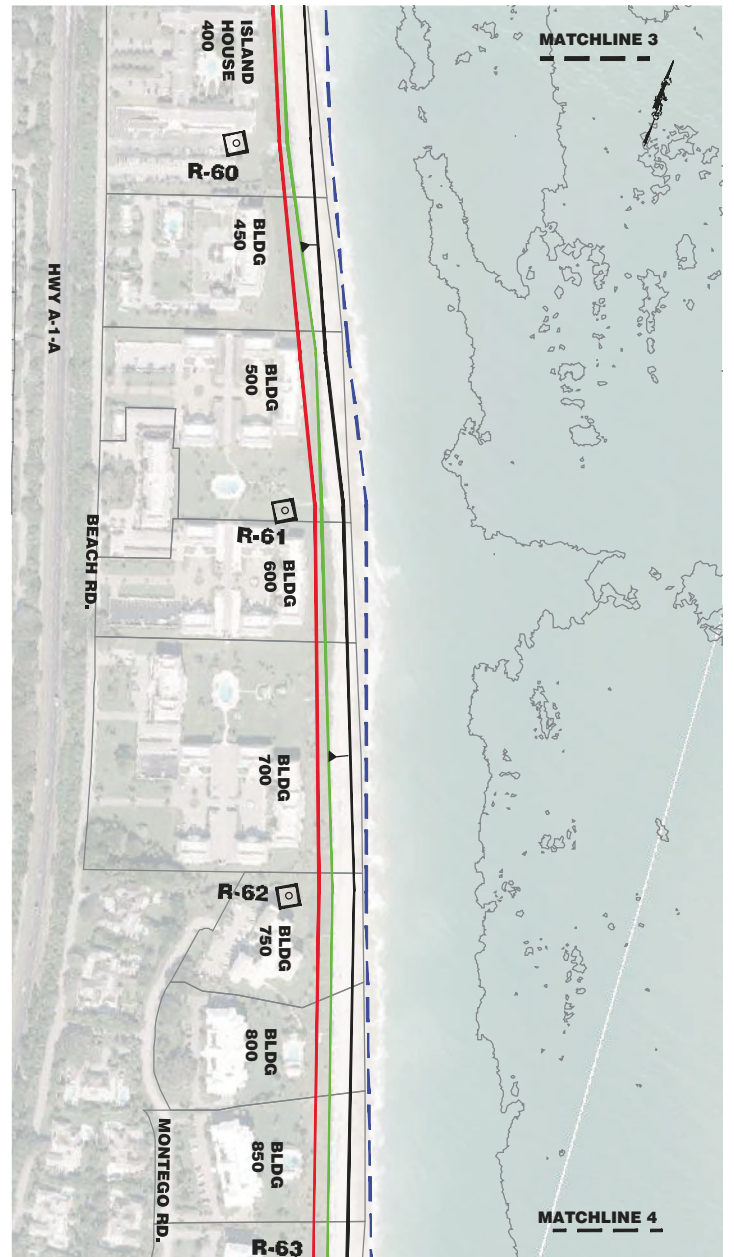 MATCHLINE 3
ISLAND
HOUSE
400
R-60
BLDG
450
HWY A-1-A
BLDG
500
R-61
BEACH RD.
BLDG
600
BLDG
700
R-62
BLDG
750
BLDG
800
MONTEGO RD.
BLDG
850
MATCHLINE 4
R-63